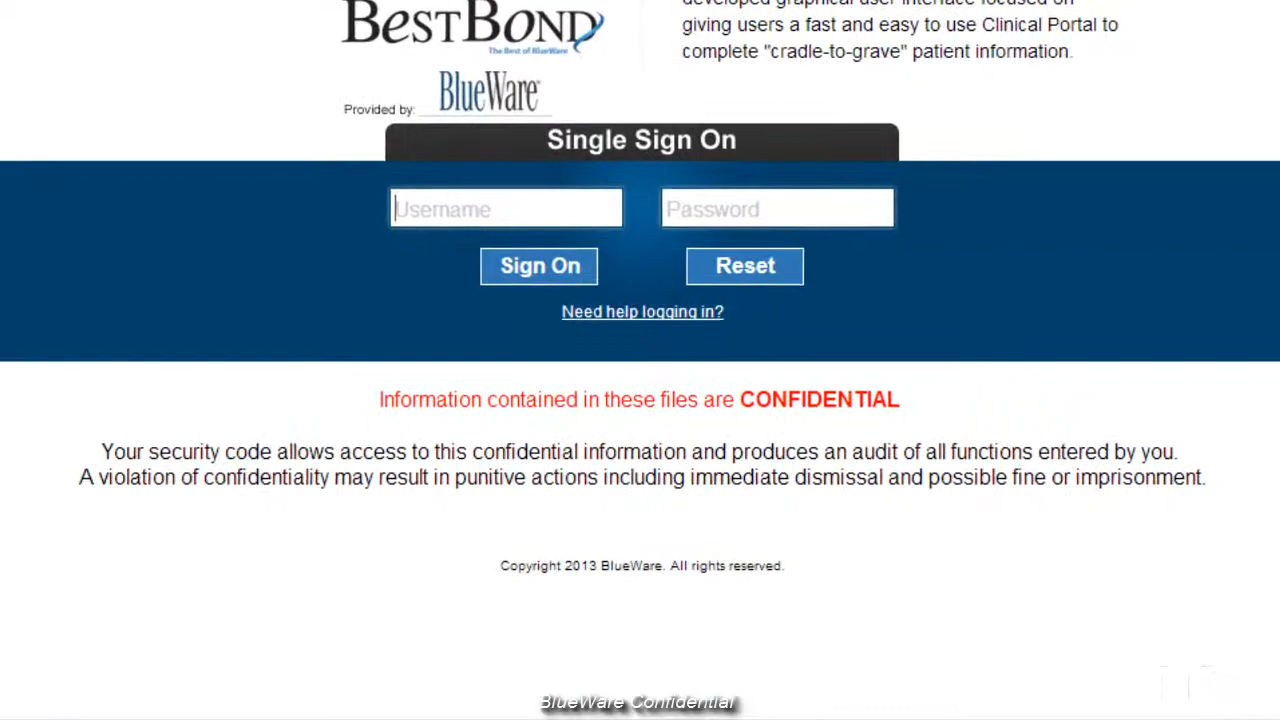 developed graphical user interface focused on
BESTBOND
giving users a fast and easy to use Clinical Portal to
The Best of BlueWare
complete "cradle-to-grave" patient information.
BlueWare
Provided by:
Single Sign On
Username
Password
Sign On
Reset
Need help logging in?
Information contained in these files are CONFIDENTIAL
Your security code allows access to this confidential information and produces an audit of all functions entered by you.
A violation of confidentiality may result in punitive actions including immediate dismissal and possible fine or imprisonment.
Copyright 2013 BlueWare. All rights reserved.
BlueWare Confidential